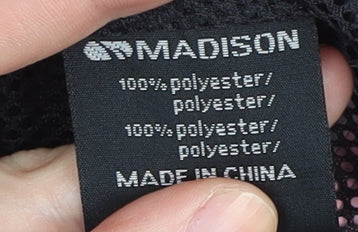 MADISON
100% polyester/
polyester/
100% polyester/
polyester/
MADE IN CHINA